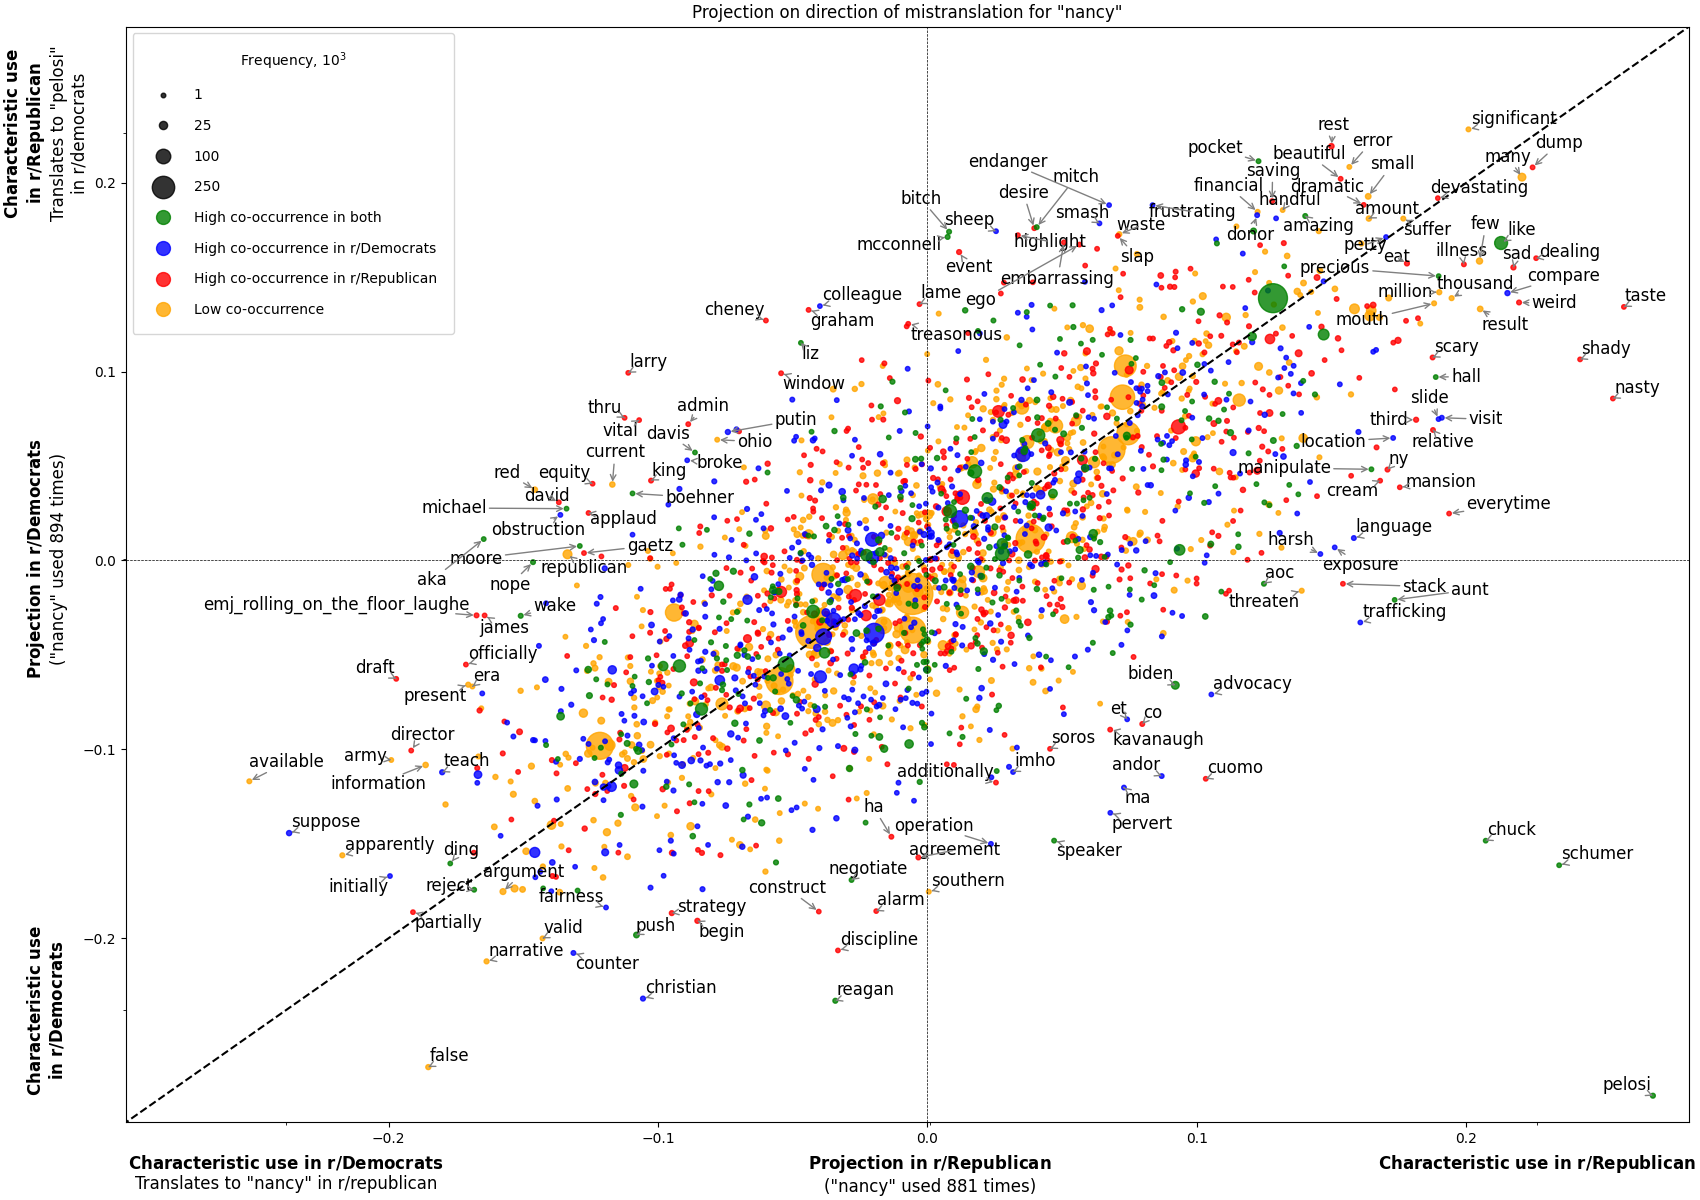 Projection on direction of mistranslation for "nancy"
Characteristic use
in r/Republican
Translates to "pelosi"
in r/democrats
Projection in r/Democrats
("nancy" used 894 times)
Characteristic use
in r/Democrats
Frequency, 10³
1
25
100
250
High co-occurrence in both
High co-occurrence in r/Democrats
High co-occurrence in r/Republican
Low co-occurrence
0.2
0.1
0.0
−0.1
−0.2
significant
rest
error
dump
pocket
beautiful
small
many
endanger
saving
mitch
financial
dramatic
devastating
bitch
desire
handful
sheep
smash
frustrating
amount
waste
few
like
mcconnell
highlight
donor
amazing
suffer
petty
illness
sad
dealing
event
slap
precious
eat
compare
embarrassing
colleague
lame
ego
million
thousand
weird
taste
cheney
graham
treasonous
mouth
result
liz
scary
shady
larry
window
hall
nasty
thru
admin
slide
vital
davis
putin
third
visit
current
ohio
location
relative
red
equity
king
broke
manipulate
ny
david
boehner
cream
mansion
michael
applaud
everytime
obstruction
language
moore
gaetz
harsh
aka
republican
exposure
nope
aoc
stack
aunt
emj_rolling_on_the_floor_laughe
wake
threaten
trafficking
james
officially
draft
era
biden
advocacy
present
et
co
director
soros
kavanaugh
available
army
teach
imho
andor
cuomo
information
additionally
ma
suppose
ha
operation
pervert
apparently
ding
agreement
speaker
chuck
initially
reject
argument
negotiate
schumer
construct
southern
fairness
strategy
alarm
partially
valid
push
begin
discipline
narrative
counter
christian
reagan
false
pelosi
−0.2
−0.1
0.0
0.1
0.2
Characteristic use in r/Democrats
Translates to "nancy" in r/republican
Projection in r/Republican
("nancy" used 881 times)
Characteristic use in r/Republican